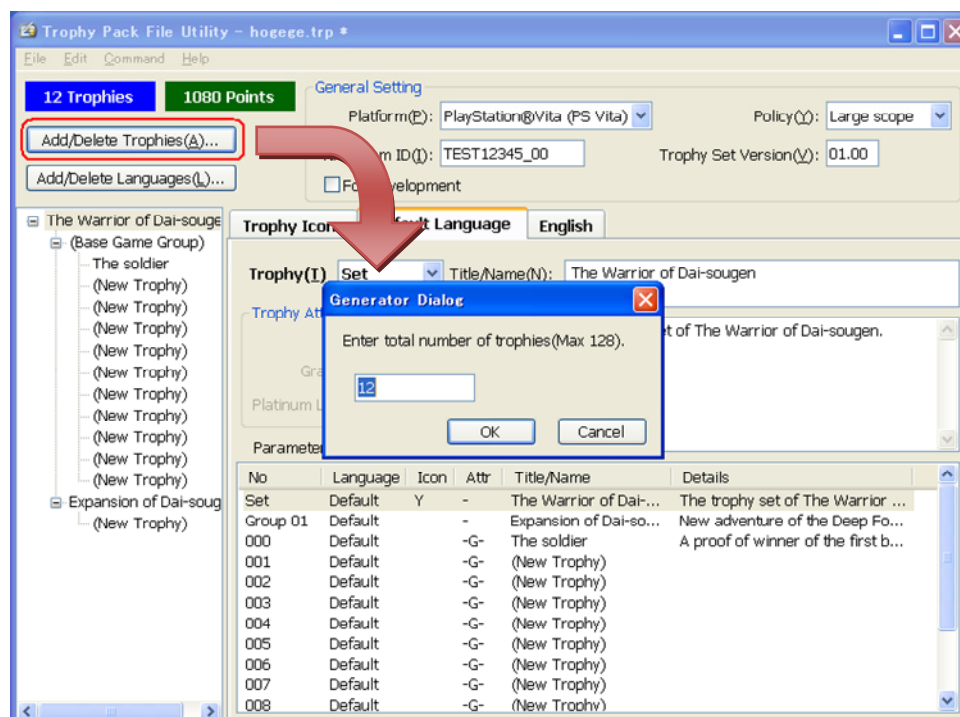 Trophy Pack File Utility - hogege.trp *
File Edit Command Help
12 Trophies 1080 Points
General Setting
Platform(P): PlayStation®Vita (PS Vita) Policy(Y): Large scope
Add/Delete Trophies(A)...
m ID(I): TEST12345_00 Trophy Set Version(V): 01.00
Add/Delete Languages(L)...
The Warrior of Dai-souge
(Base Game Group)
The soldier
(New Trophy)
(New Trophy)
(New Trophy)
(New Trophy)
(New Trophy)
(New Trophy)
(New Trophy)
(New Trophy)
(New Trophy)
(New Trophy)
Expansion of Dai-soug
(New Trophy)
Trophy Icon Language English
Trophy(T) Set Title/Name(N): The Warrior of Dai-sougen
Trophy At
t of The Warrior of Dai-sougen.
Gra
Platinum L
Parameter
Generator Dialog
Enter total number of trophies(Max 128).
12
OK Cancel
No Language Icon Attr Title/Name Details
Set Default Y - The Warrior of Dai-... The trophy set of The Warrior ...
Group 01 Default - Expansion of Dai-so... New adventure of the Deep Fo...
000 Default -G- The soldier A proof of winner of the first b...
001 Default -G- (New Trophy)
002 Default -G- (New Trophy)
003 Default -G- (New Trophy)
004 Default -G- (New Trophy)
005 Default -G- (New Trophy)
006 Default -G- (New Trophy)
007 Default -G- (New Trophy)
008 Default -G- (New Trophy)